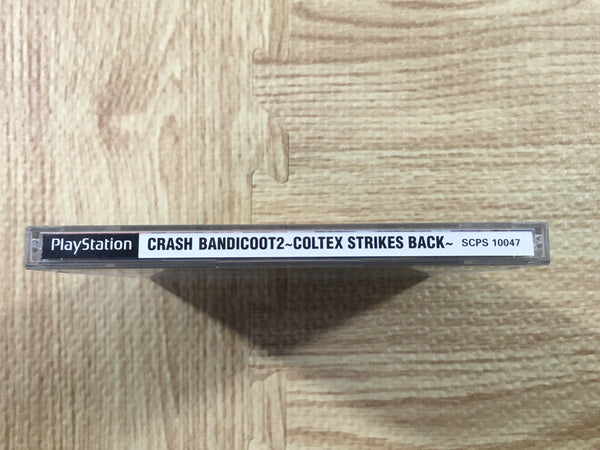 PlayStation CRASH BANDICOOT2~COLTEX STRIKES BACK~ SCPS 10047